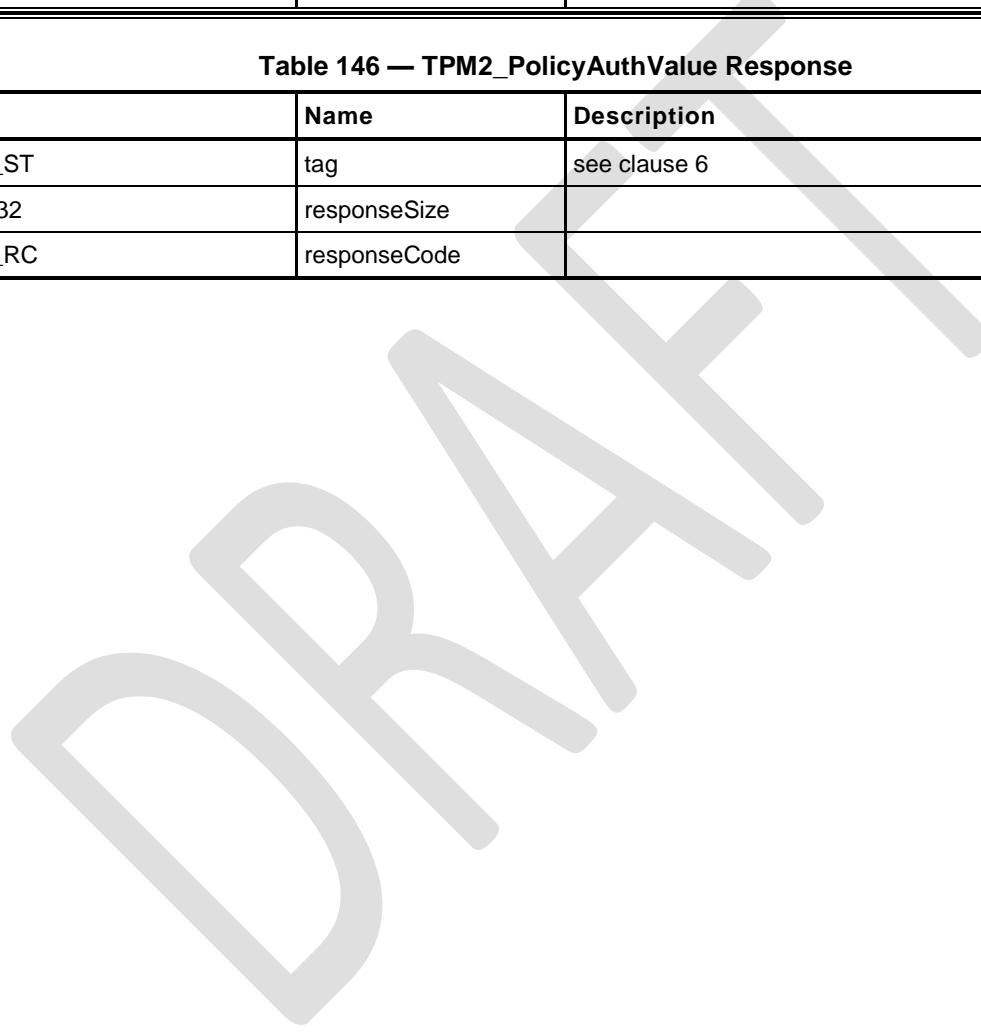 Table 146 — TPM2_PolicyAuthValue Response
Name Description
_ST tag see clause 6
32 responseSize
_RC responseCode
DRAFT